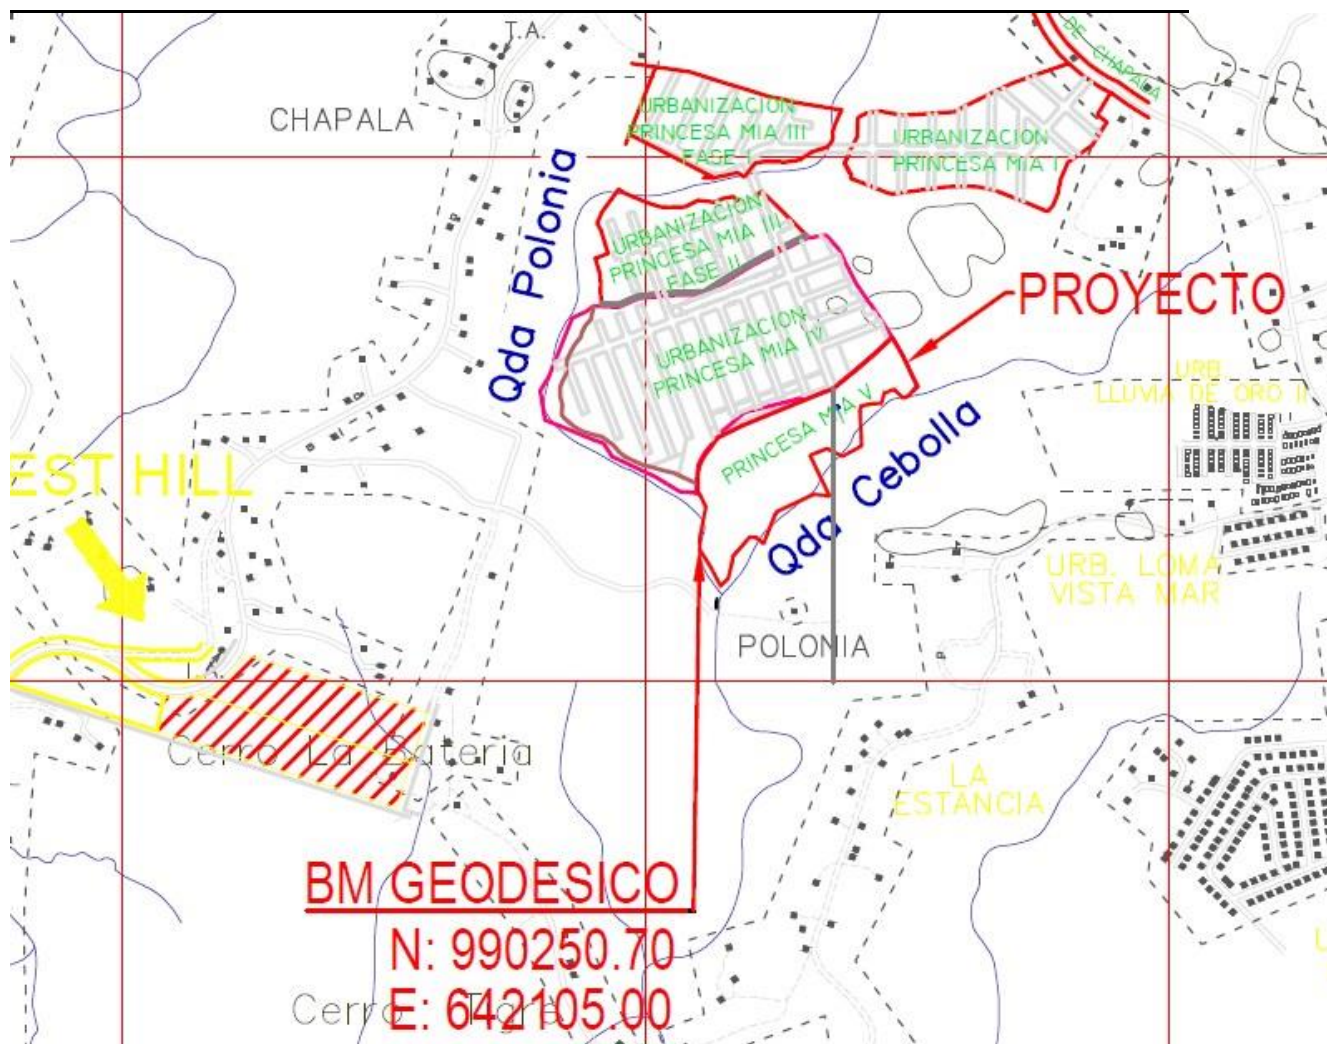 T.A.
DE CHAPALA
CHAPALA
URBANIZACION
PRINCESA MIA III
FASE I
URBANIZACION
PRINCESA MIA I
Qda Polonia
URBANIZACION
PRINCESA MIA III
FASE II
PROYECTO
URBANIZACION
PRINCESA MIA IV
URB
LLUVIA DE ORO II
PRINCESA MIA V
Qda Cebolla
EST HILL
URB. LOMA
VISTA MAR
POLONIA
Cerro La Bateria
LA
ESTANCIA
BM GEODESICO
N: 990250.70
Cerro Tigre
E: 642105.00